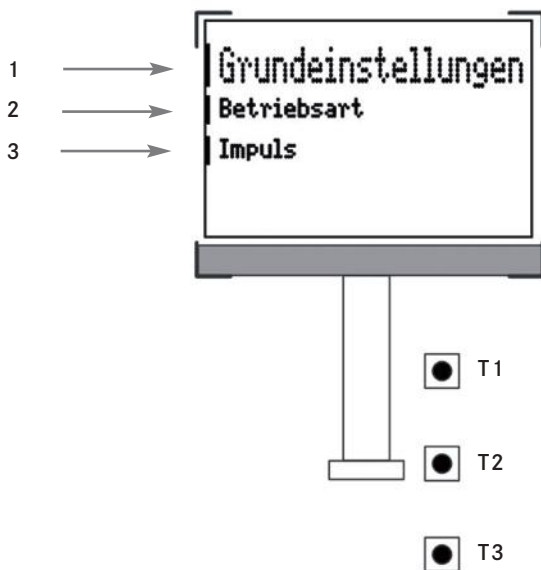 1 Grundeinstellungen
2 Betriebsart
3 Impuls
T1
T2
T3